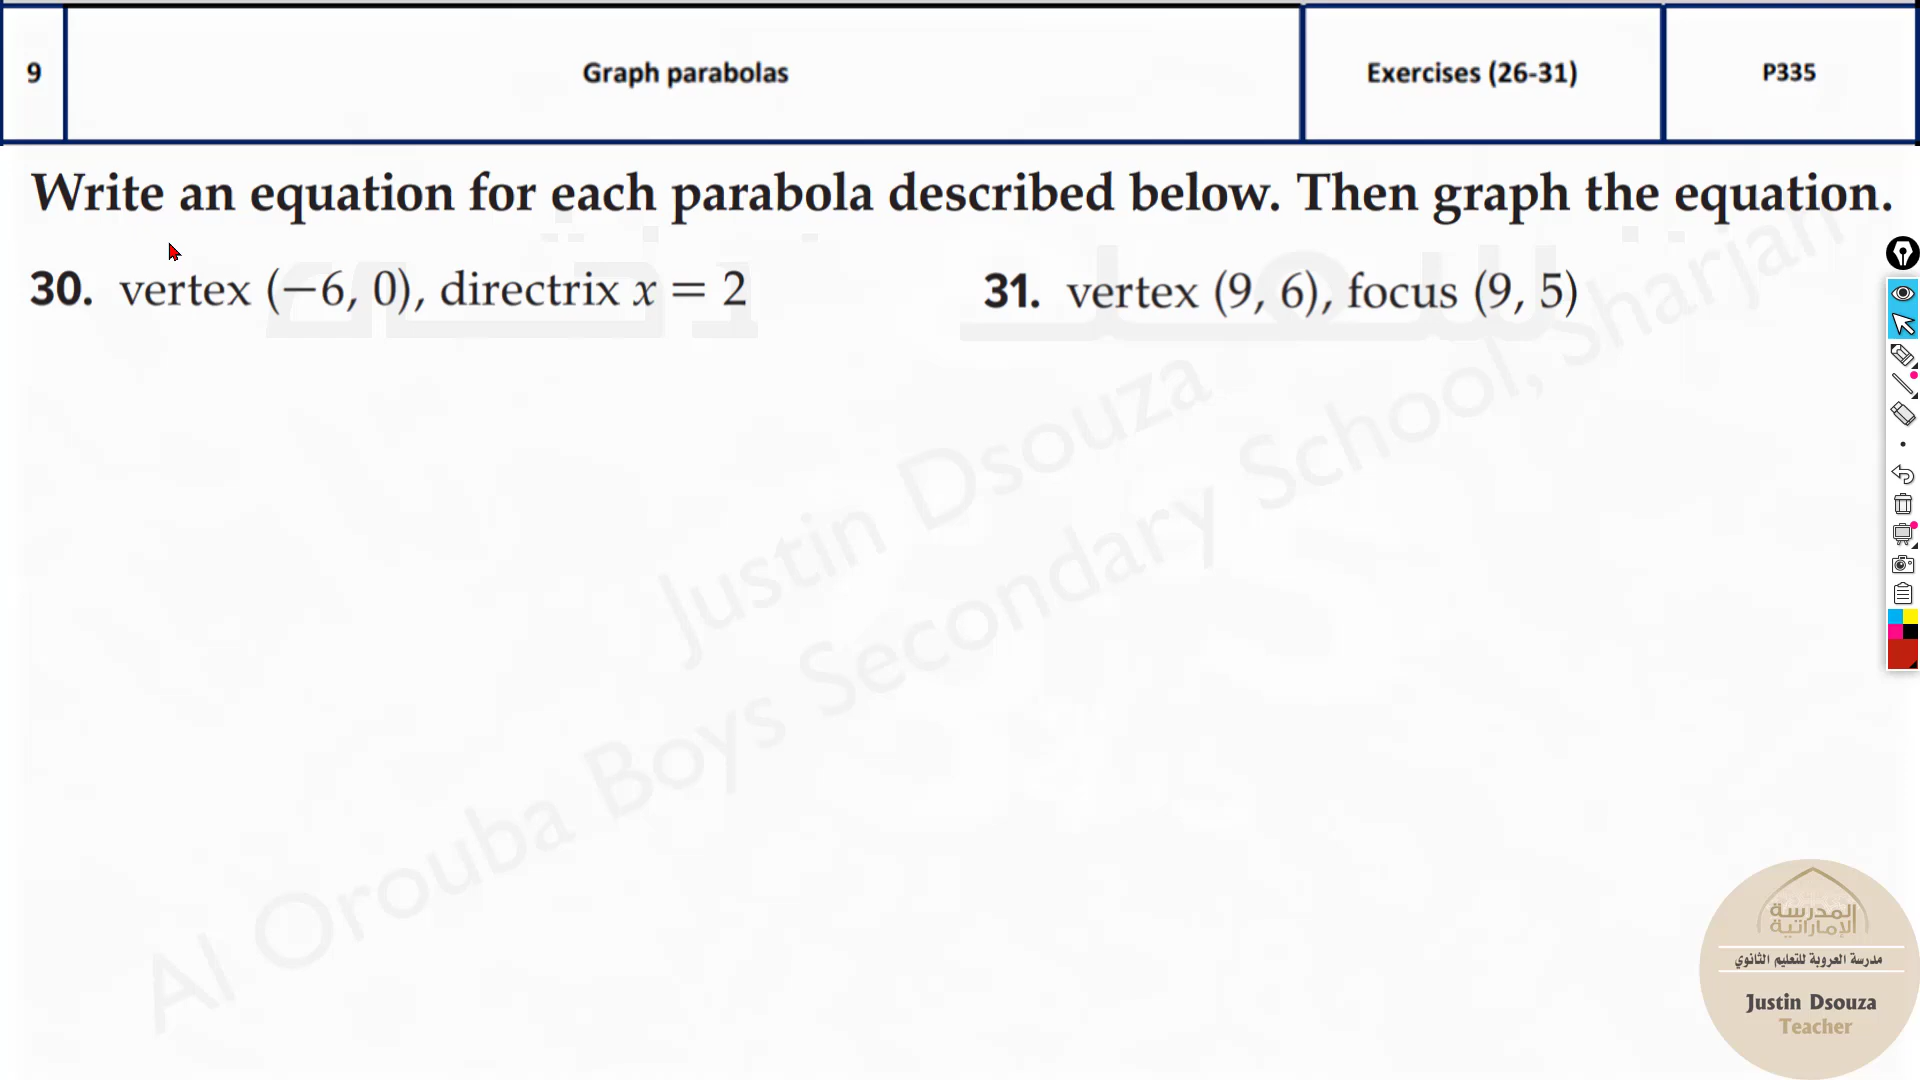 9 Graph parabolas Exercises (26-31) P335
Write an equation for each parabola described below. Then graph the equation.
30. vertex (−6, 0), directrix x = 2
31. vertex (9, 6), focus (9, 5)
Justin Dsouza
Al Orouba Boys Secondary School, Sharjah
المدرسة
الإماراتية
مدرسة العروبة للتعليم الثانوي
Justin Dsouza
Teacher